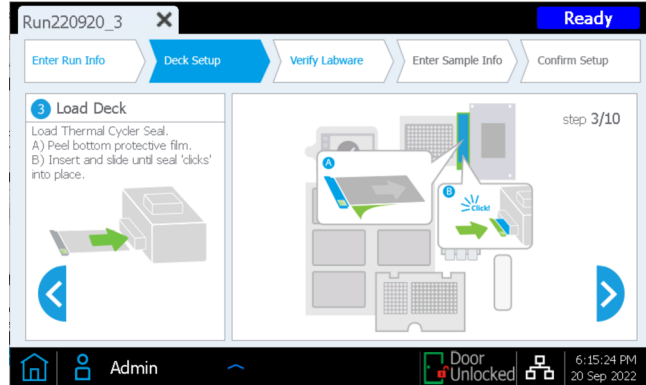 Run220920_3
Ready
Enter Run Info
Deck Setup
Verify Labware
Enter Sample Info
Confirm Setup
3 Load Deck
Load Thermal Cycler Seal.
A) Peel bottom protective film.
B) Insert and slide until seal 'clicks'
into place.
step 3/10
A
B
Click!
Admin
Door
Unlocked
6:15:24 PM
20 Sep 2022